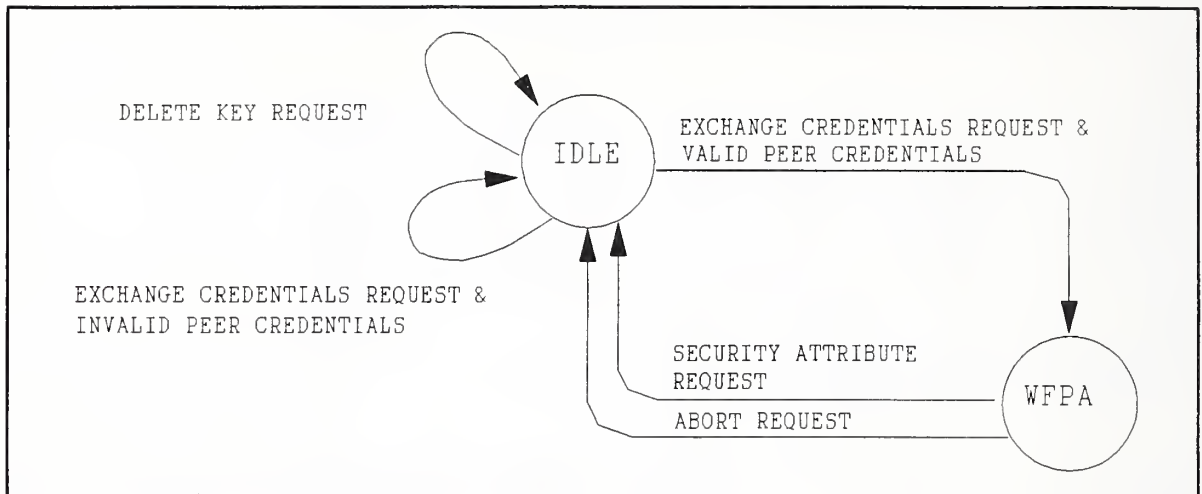 DELETE KEY REQUEST
IDLE
EXCHANGE CREDENTIALS REQUEST &
VALID PEER CREDENTIALS
EXCHANGE CREDENTIALS REQUEST &
INVALID PEER CREDENTIALS
SECURITY ATTRIBUTE
REQUEST
WFPA
ABORT REQUEST